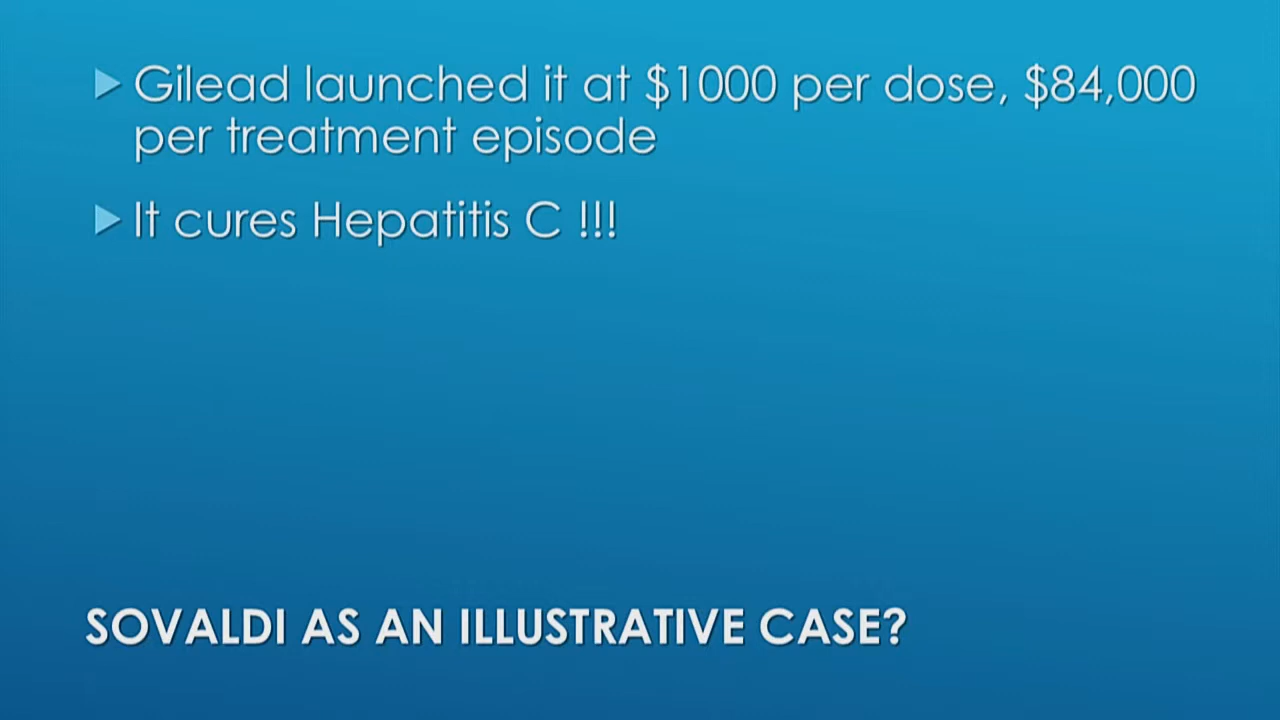 Gilead launched it at $1000 per dose, $84,000
per treatment episode
It cures Hepatitis C !!!
SOVALDI AS AN ILLUSTRATIVE CASE?